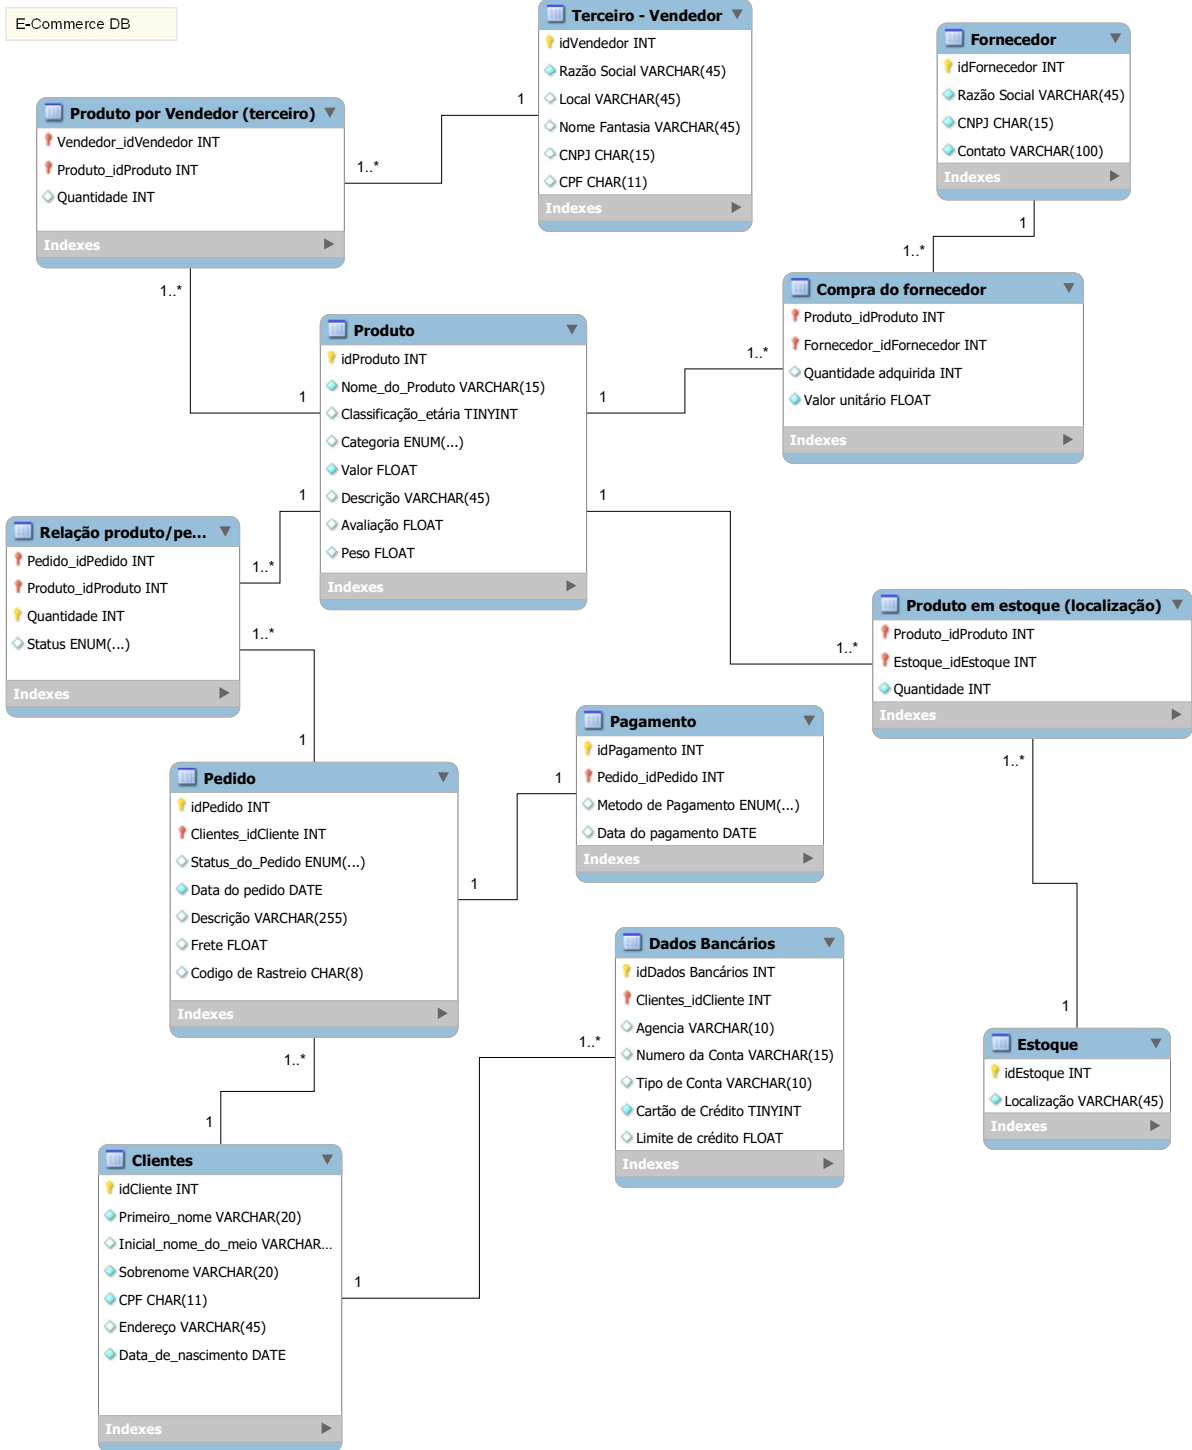 E-Commerce DB
Terceiro - Vendedor
idVendedor INT
Razão Social VARCHAR(45)
Local VARCHAR(45)
Nome Fantasia VARCHAR(45)
CNPJ CHAR(15)
CPF CHAR(11)
Indexes
Fornecedor
idFornecedor INT
Razão Social VARCHAR(45)
CNPJ CHAR(15)
Contato VARCHAR(100)
Indexes
Produto por Vendedor (terceiro)
Vendedor_idVendedor INT
Produto_idProduto INT
Quantidade INT
Indexes
1
1..*
1
1..*
Compra do fornecedor
Produto_idProduto INT
Fornecedor_idFornecedor INT
Quantidade adquirida INT
Valor unitário FLOAT
Indexes
1..*
1
1..*
1
Produto
idProduto INT
Nome_do_Produto VARCHAR(15)
Classificação_etária TINYINT
Categoria ENUM(...)
Valor FLOAT
Descrição VARCHAR(45)
Avaliação FLOAT
Peso FLOAT
Indexes
1
1..*
1
1..*
Relação produto/pe...
Pedido_idPedido INT
Produto_idProduto INT
Quantidade INT
Status ENUM(...)
Indexes
1..*
1
Produto em estoque (localização)
Produto_idProduto INT
Estoque_idEstoque INT
Quantidade INT
Indexes
1..*
1
Pagamento
idPagamento INT
Pedido_idPedido INT
Metodo de Pagamento ENUM(...)
Data do pagamento DATE
Indexes
1
1
Pedido
idPedido INT
Clientes_idCliente INT
Status_do_Pedido ENUM(...)
Data do pedido DATE
Descrição VARCHAR(255)
Frete FLOAT
Codigo de Rastreio CHAR(8)
Indexes
1..*
1
Dados Bancários
idDados Bancários INT
Clientes_idCliente INT
Agencia VARCHAR(10)
Numero da Conta VARCHAR(15)
Tipo de Conta VARCHAR(10)
Cartão de Crédito TINYINT
Limite de crédito FLOAT
Indexes
1..*
1
Estoque
idEstoque INT
Localização VARCHAR(45)
Indexes
Clientes
idCliente INT
Primeiro_nome VARCHAR(20)
Inicial_nome_do_meio VARCHAR...
Sobrenome VARCHAR(20)
CPF CHAR(11)
Endereço VARCHAR(45)
Data_de_nascimento DATE
Indexes